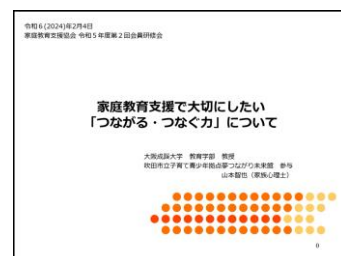 令和6(2024)年2月4日
家庭教育支援協会 令和5年度第2回会員研修会
家庭教育支援で大切にしたい
「つながる・つなぐ力」について
大阪成蹊大学 教育学部 教授
吹田市立子育て青少年拠点夢つながり未来館 参与
山本智也(家族心理士)
0